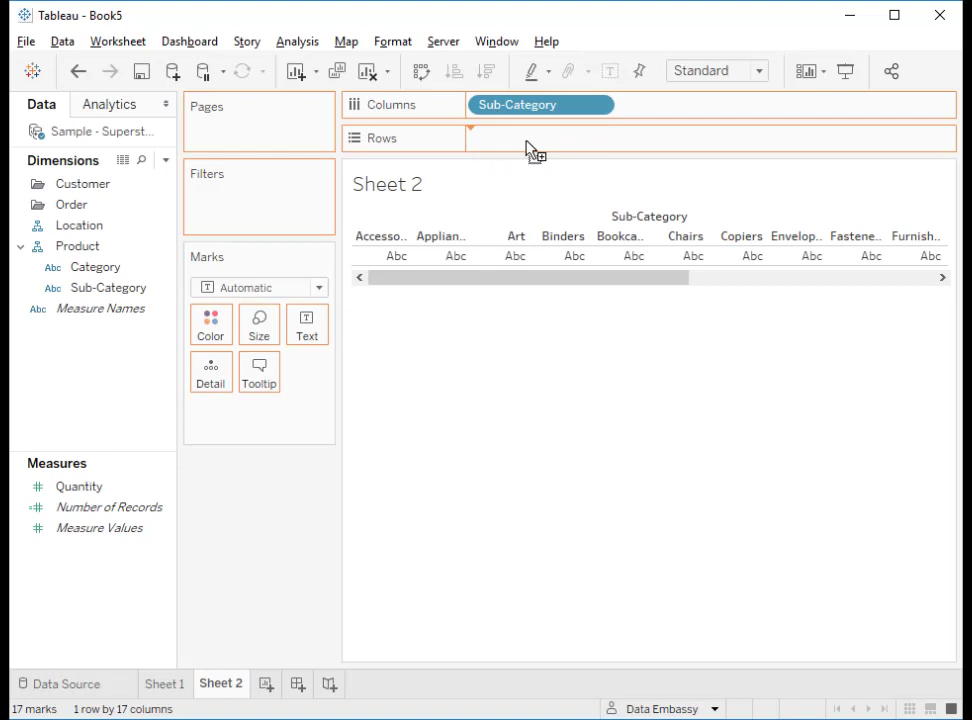 Tableau - Book5
File Data Worksheet Dashboard Story Analysis Map Format Server Window Help
Standard
Data Analytics
Sample - Superst...
Dimensions
Customer
Order
Location
Product
Abc Category
Abc Sub-Category
Abc Measure Names
Measures
Quantity
Number of Records
Measure Values
Pages
Filters
Marks
Automatic
Color Size Text
Detail Tooltip
Columns Sub-Category
Rows
Sheet 2
Sub-Category
Accesso.. Applian.. Art Binders Bookca.. Chairs Copiers Envelop.. Fastene.. Furnish..
Abc Abc Abc Abc Abc Abc Abc Abc Abc Abc
Data Source Sheet 1 Sheet 2
17 marks 1 row by 17 columns Data Embassy